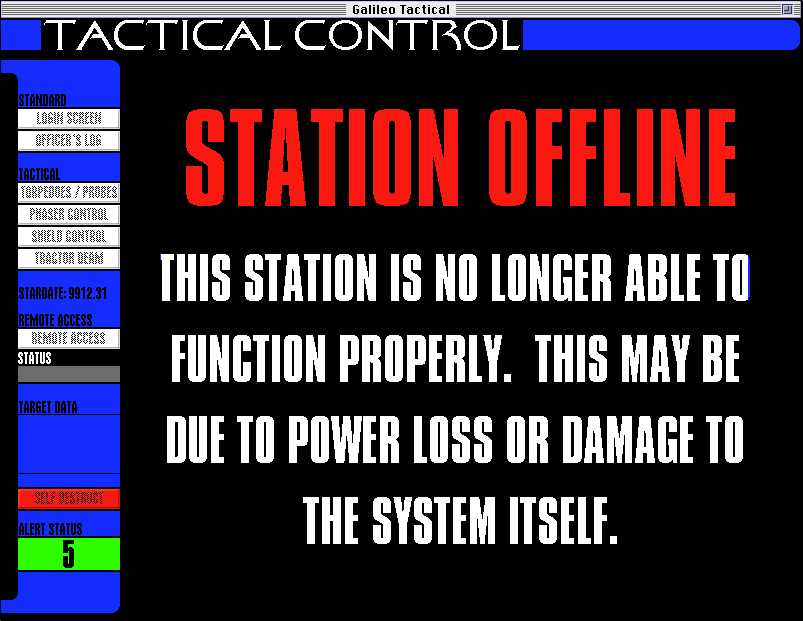 Galileo Tactical
TACTICAL CONTROL
STANDARD
LOGIN SCREEN
OFFICER'S LOG
TACTICAL
TORPEDOES / PROBES
PHASER CONTROL
SHIELD CONTROL
TRACTOR BEAM
STARDATE: 9912.31
REMOTE ACCESS
REMOTE ACCESS
STATUS
TARGET DATA
SELF DESTRUCT
ALERT STATUS
5
STATION OFFLINE
THIS STATION IS NO LONGER ABLE TO
FUNCTION PROPERLY. THIS MAY BE
DUE TO POWER LOSS OR DAMAGE TO
THE SYSTEM ITSELF.